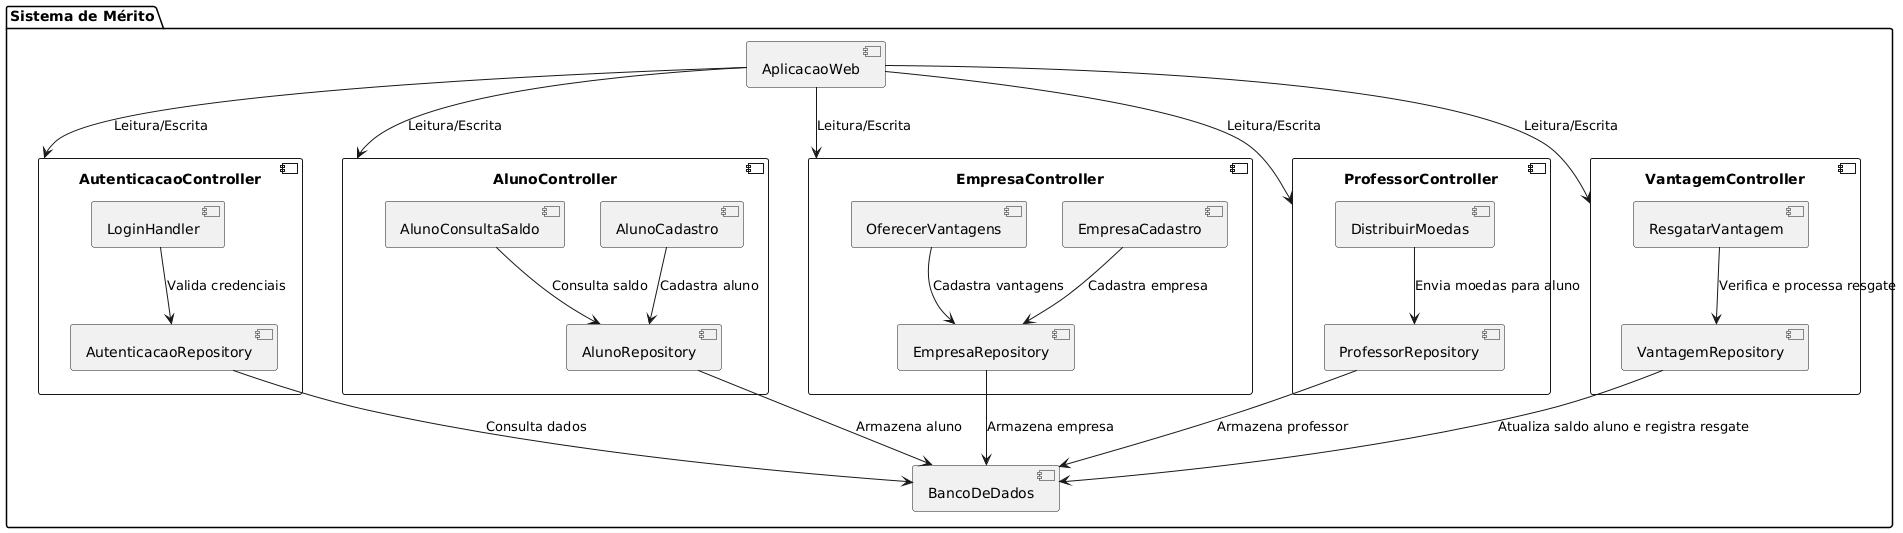 Sistema de Mérito
AplicacaoWeb
Leitura/Escrita
Leitura/Escrita
Leitura/Escrita
Leitura/Escrita
Leitura/Escrita
AutenticacaoController
AlunoController
EmpresaController
ProfessorController
VantagemController
LoginHandler
AlunoConsultaSaldo
AlunoCadastro
OferecerVantagens
EmpresaCadastro
DistribuirMoedas
ResgatarVantagem
Valida credenciais
Consulta saldo
Cadastra aluno
Cadastra vantagens
Cadastra empresa
Envia moedas para aluno
Verifica e processa resgate
AutenticacaoRepository
AlunoRepository
EmpresaRepository
ProfessorRepository
VantagemRepository
Consulta dados
Armazena aluno
Armazena empresa
Armazena professor
Atualiza saldo aluno e registra resgate
BancoDeDados